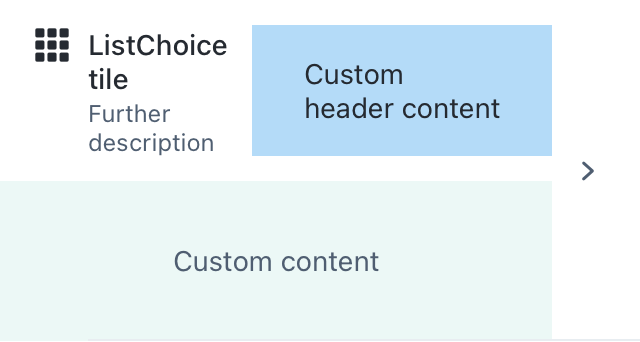 ListChoice
tile
Further
description
Custom
header content
Custom content